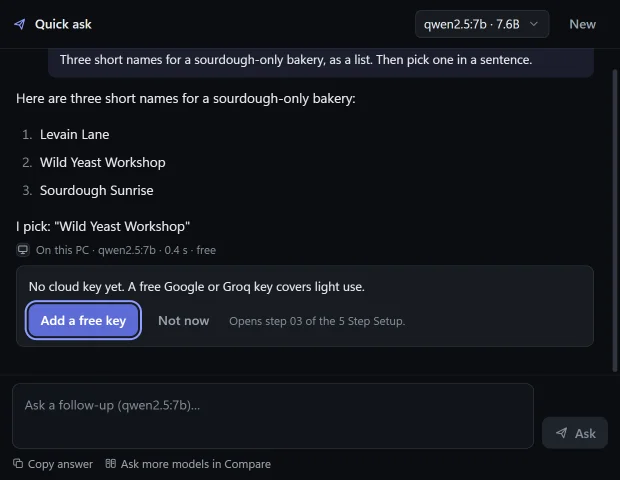 Quick ask
qwen2.5:7b · 7.6B
New
Three short names for a sourdough-only bakery, as a list. Then pick one in a sentence.
Here are three short names for a sourdough-only bakery:
1. Levain Lane
2. Wild Yeast Workshop
3. Sourdough Sunrise
I pick: "Wild Yeast Workshop"
On this PC · qwen2.5:7b · 0.4 s · free
No cloud key yet. A free Google or Groq key covers light use.
Add a free key
Not now
Opens step 03 of the 5 Step Setup.
Ask a follow-up (qwen2.5:7b)...
Ask
Copy answer
Ask more models in Compare